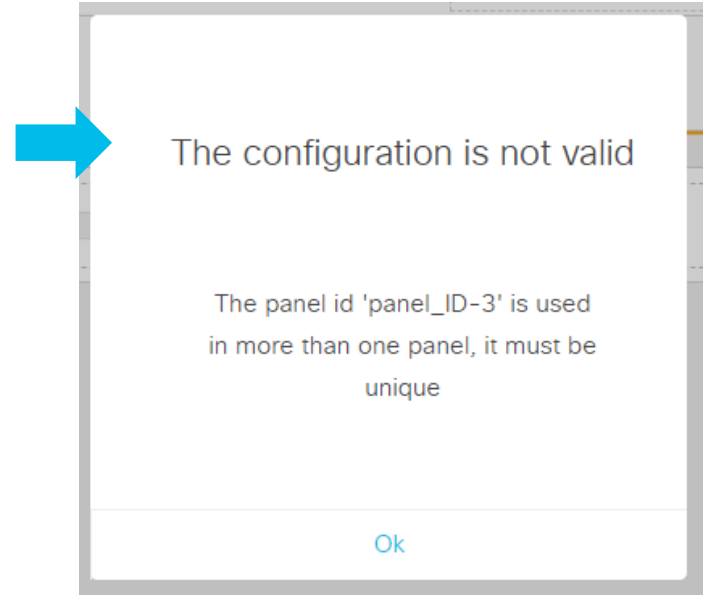 The configuration is not valid
The panel id 'panel_ID-3' is used
in more than one panel, it must be
unique
Ok